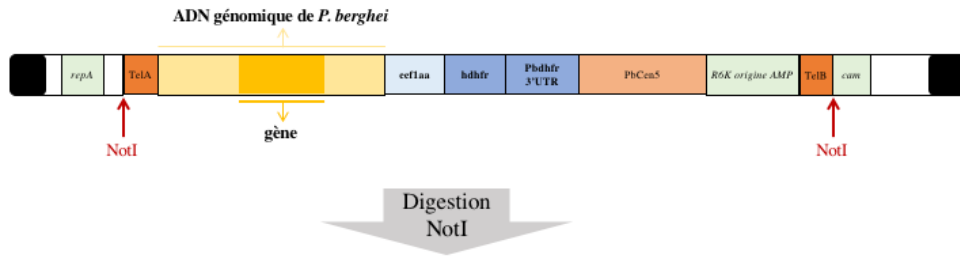 ADN génomique de P. berghei
repA TelA eef1aa hdhfr Pbdhfr 3'UTR PbCen5 R6K origine AMP TelB cam
gène
NotI NotI
Digestion
NotI